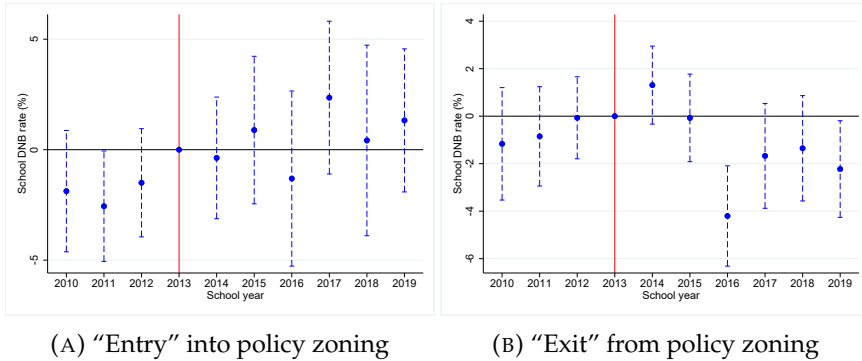 School DNB rate (%)
5
0
-5
2010 2011 2012 2013 2014 2015 2016 2017 2018 2019
School year
(A) “Entry” into policy zoning
School DNB rate (%)
4
2
0
-2
-4
-6
2010 2011 2012 2013 2014 2015 2016 2017 2018 2019
School year
(B) “Exit” from policy zoning